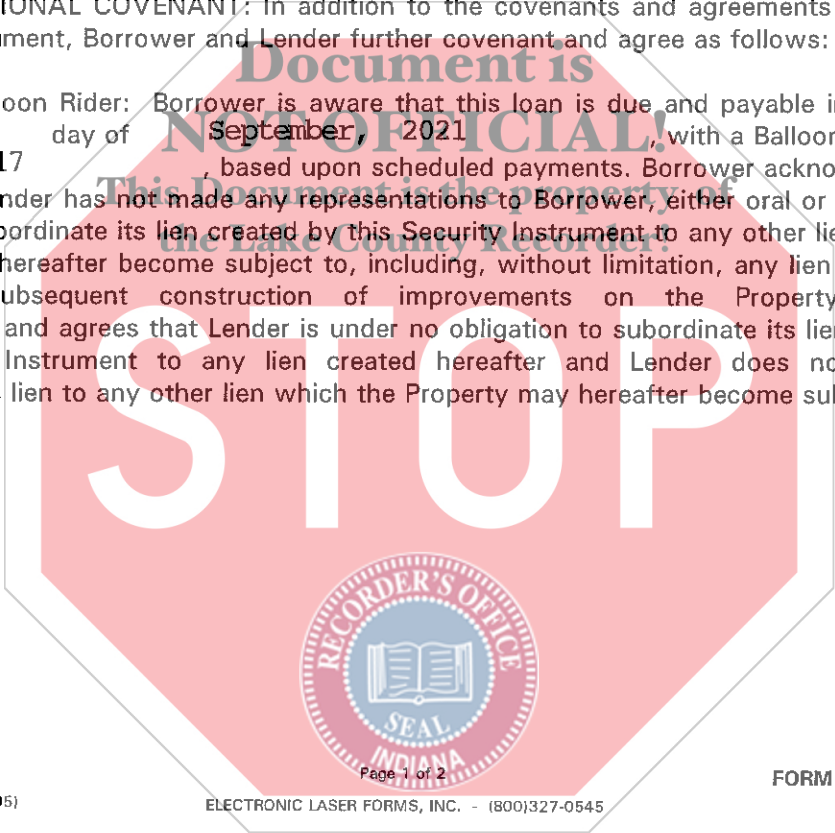 IONAL COVENANT: In addition to the covenants and agreements
ment, Borrower and Lender further covenant and agree as follows:
Document is
oon Rider: Borrower is aware that this loan is due and payable i
day of September, 2021, with a Balloon
NOT OFFICIAL!
17 , based upon scheduled payments. Borrower ackno
This Document is the property of
nder has not made any representations to Borrower, either oral or
the Lake County Recorder!
ordinate its lien created by this Security Instrument to any other lie
hereafter become subject to, including, without limitation, any lien
ubsequent construction of improvements on the Property
and agrees that Lender is under no obligation to subordinate its lie
Instrument to any lien created hereafter and Lender does no
lien to any other lien which the Property may hereafter become su
STOP
RECORDER'S OFFICE
SEAL
INDIANA
Page 1 of 2
FORM
05)
ELECTRONIC LASER FORMS, INC. - (800)327-0545